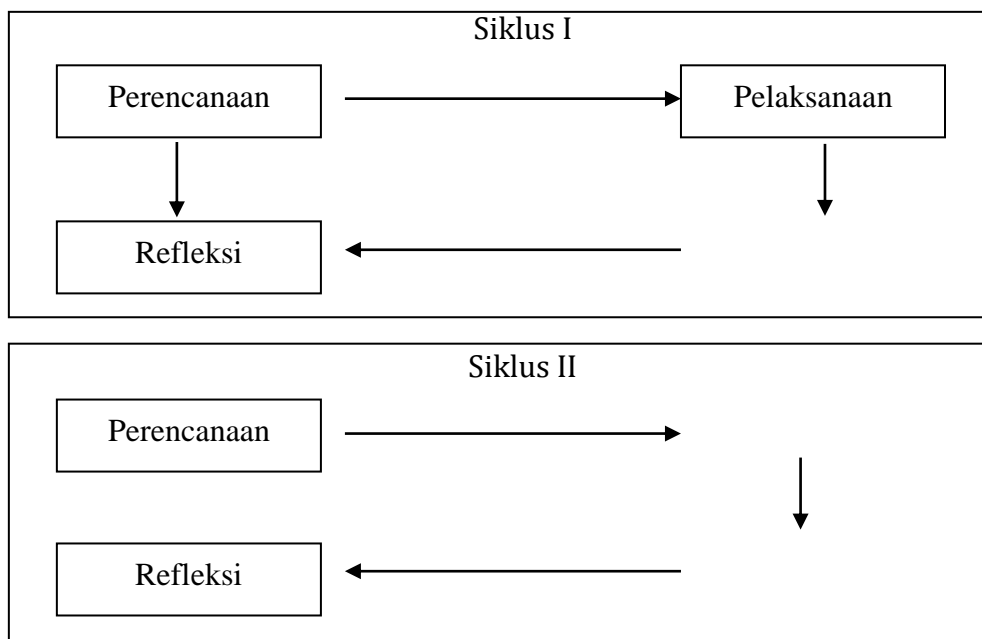 Siklus I
Perencanaan
Pelaksanaan
Refleksi
Siklus II
Perencanaan
Refleksi